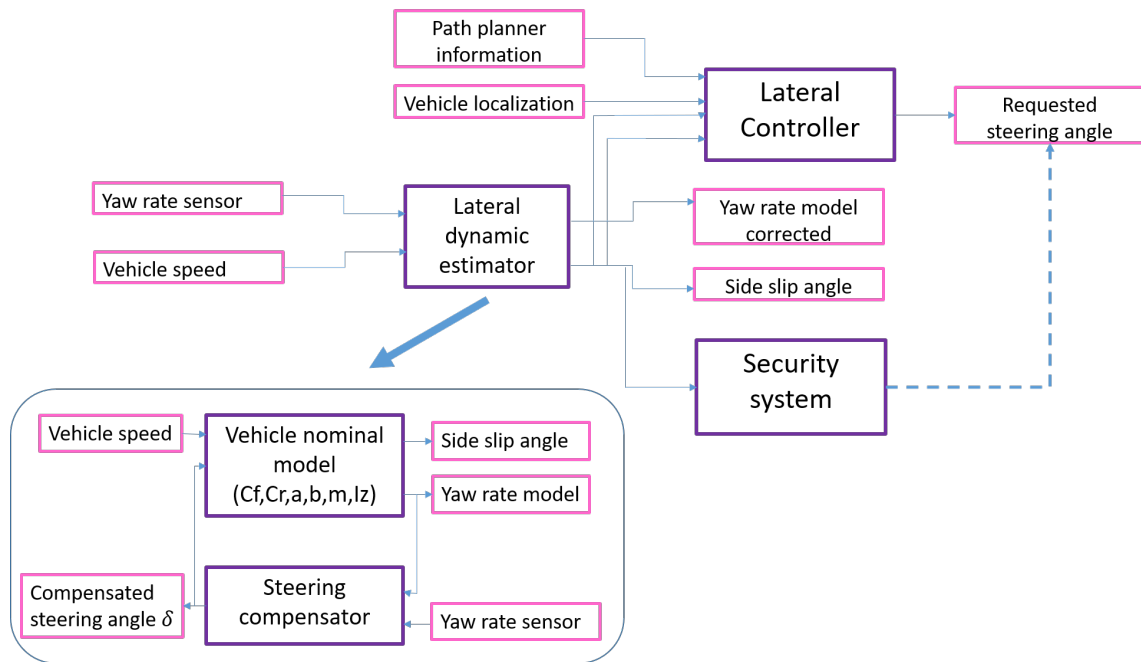 Path planner
information
Vehicle localization
Lateral
Controller
Requested
steering angle
Yaw rate sensor
Vehicle speed
Lateral
dynamic
estimator
Yaw rate model
corrected
Side slip angle
Security
system
Vehicle speed
Vehicle nominal
model
(Cf,Cr,a,b,m,Iz)
Side slip angle
Yaw rate model
Compensated
steering angle δ
Steering
compensator
Yaw rate sensor